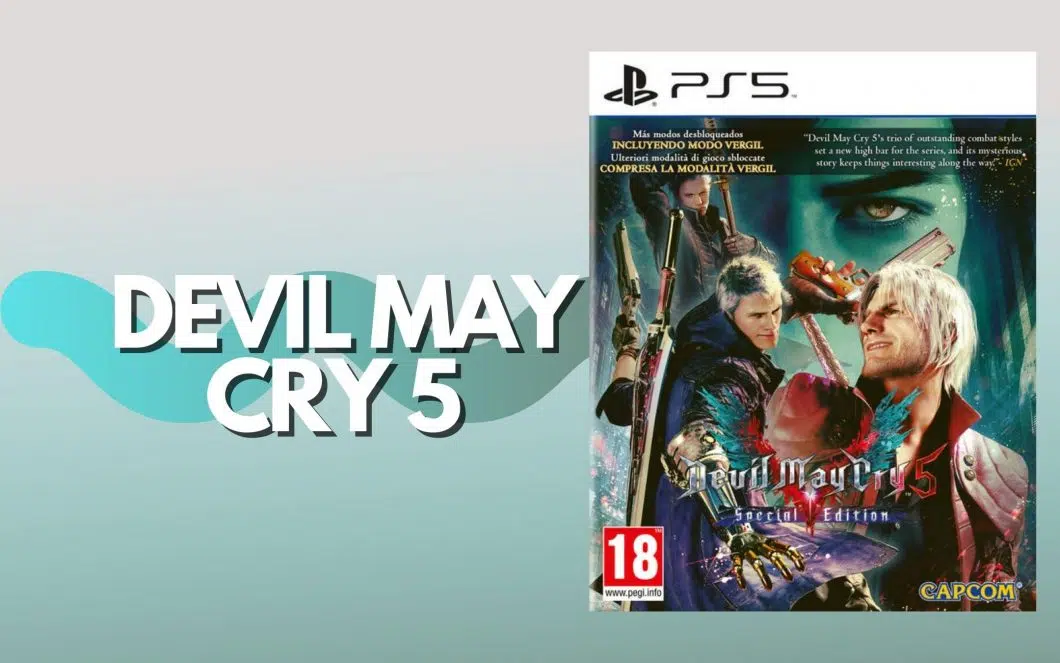 DEVIL MAY
CRY 5
PS5
Más modos desbloqueados
INCLUYENDO MODO VERGIL
Ulteriori modalità di gioco sbloccate
COMPRESA LA MODALITÀ VERGIL
"Devil May Cry 5's trio of outstanding combat styles
set a new high bar for the series, and its mysterious
story keeps things interesting along the way." - IGN
Devil May Cry 5
™
Special Edition
18
www.pegi.info
CAPCOM®